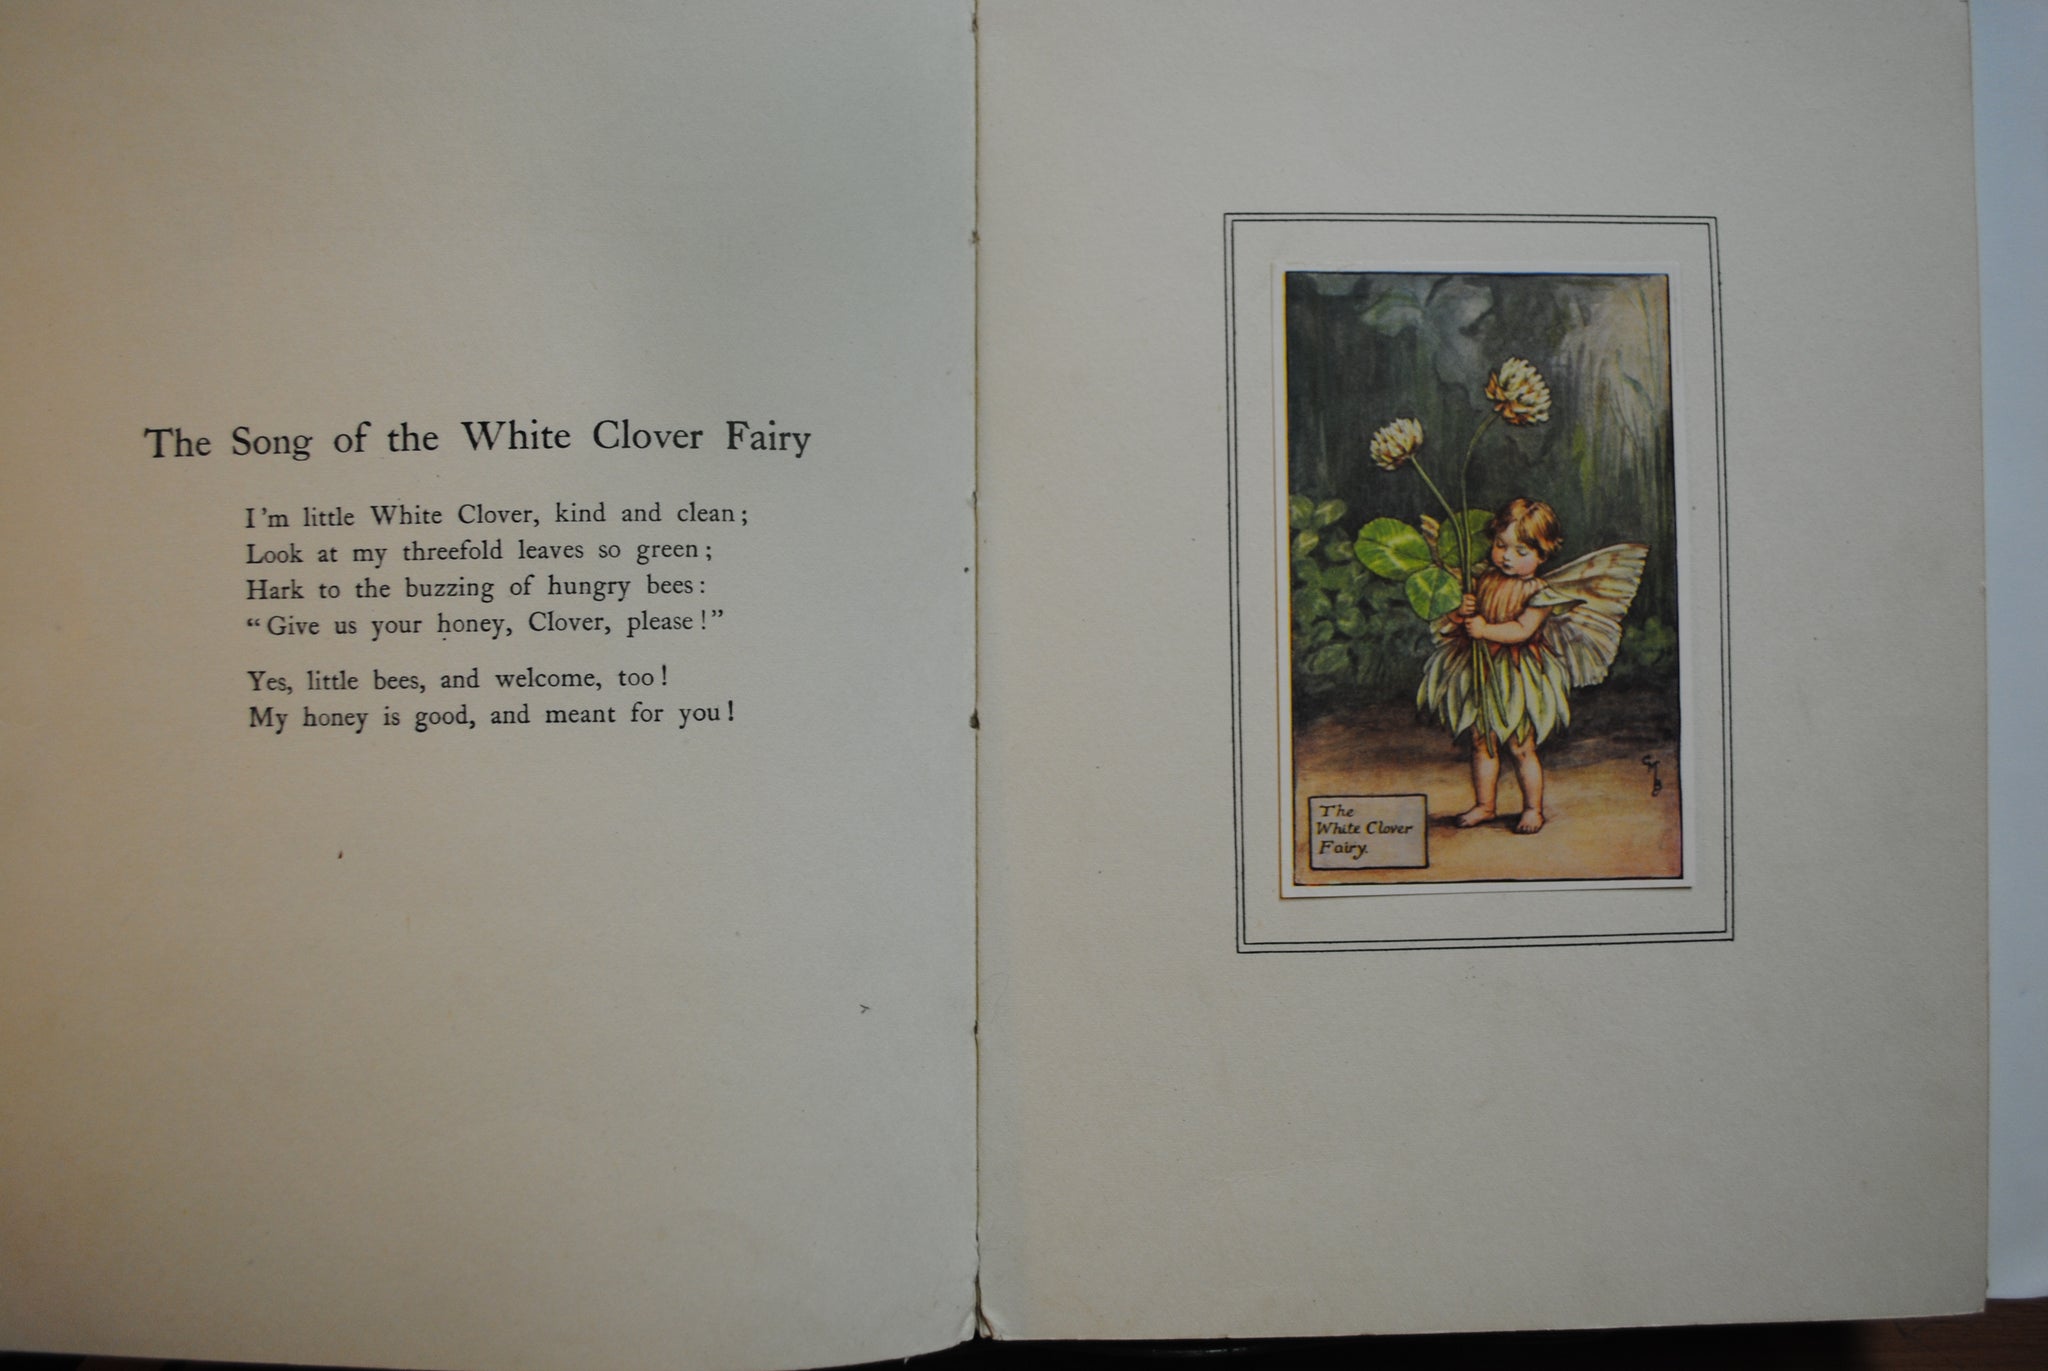 The Song of the White Clover Fairy
I'm little White Clover, kind and clean;
Look at my threefold leaves so green;
Hark to the buzzing of hungry bees:
“Give us your honey, Clover, please!”
Yes, little bees, and welcome, too!
My honey is good, and meant for you!
CMB
The
White Clover
Fairy.